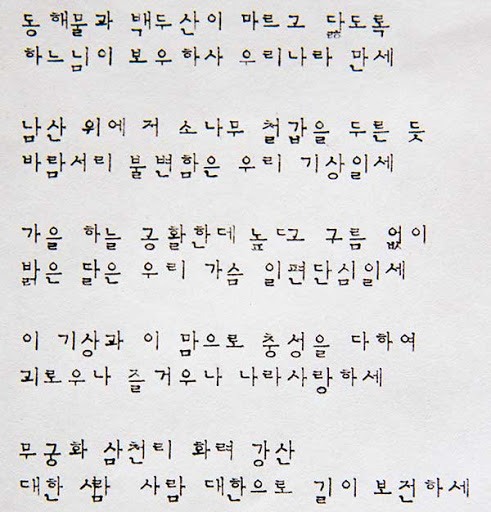 동해물과 백두산이 마르고 닳도록
하느님이 보우하사 우리나라 만세
남산 위에 저 소나무 철갑을 두른 듯
바람서리 불변함은 우리 기상일세
가을 하늘 공활한데 높고 구름 없이
밝은 달은 우리 가슴 일편단심일세
이 기상과 이 맘으로 충성을 다하여
괴로우나 즐거우나 나라사랑하세
무궁화 삼천리 화려 강산
대한 사람 대한으로 길이 보전하세